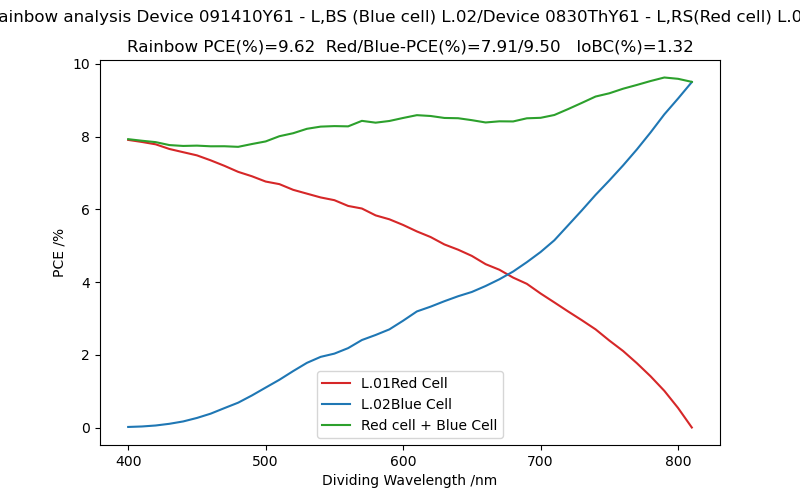 ainbow analysis Device 091410Y61 - L,BS (Blue cell) L.02/Device 0830ThY61 - L,RS(Red cell) L.0
Rainbow PCE(%)=9.62 Red/Blue-PCE(%)=7.91/9.50 IoBC(%)=1.32
10
8
6
4
2
0
PCE /%
L.01Red Cell
L.02Blue Cell
Red cell + Blue Cell
400 500 600 700 800
Dividing Wavelength /nm